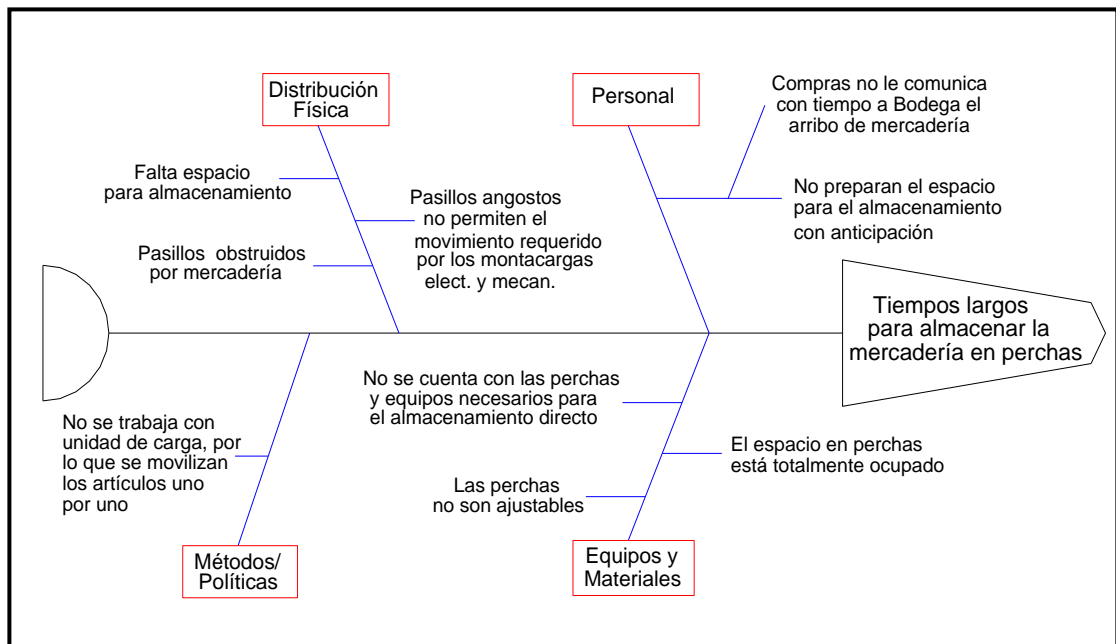 Distribución
Física
Personal
Compras no le comunica
con tiempo a Bodega el
arribo de mercadería
Falta espacio
para almacenamiento
Pasillos angostos
no permiten el
movimiento requerido
por los montacargas
elect. y mecan.
No preparan el espacio
para el almacenamiento
con anticipación
Pasillos obstruidos
por mercadería
Tiempos largos
para almacenar la
mercadería en perchas
No se cuenta con las perchas
y equipos necesarios para
el almacenamiento directo
No se trabaja con
unidad de carga, por
lo que se movilizan
los artículos uno
por uno
El espacio en perchas
está totalmente ocupado
Las perchas
no son ajustables
Métodos/
Políticas
Equipos y
Materiales